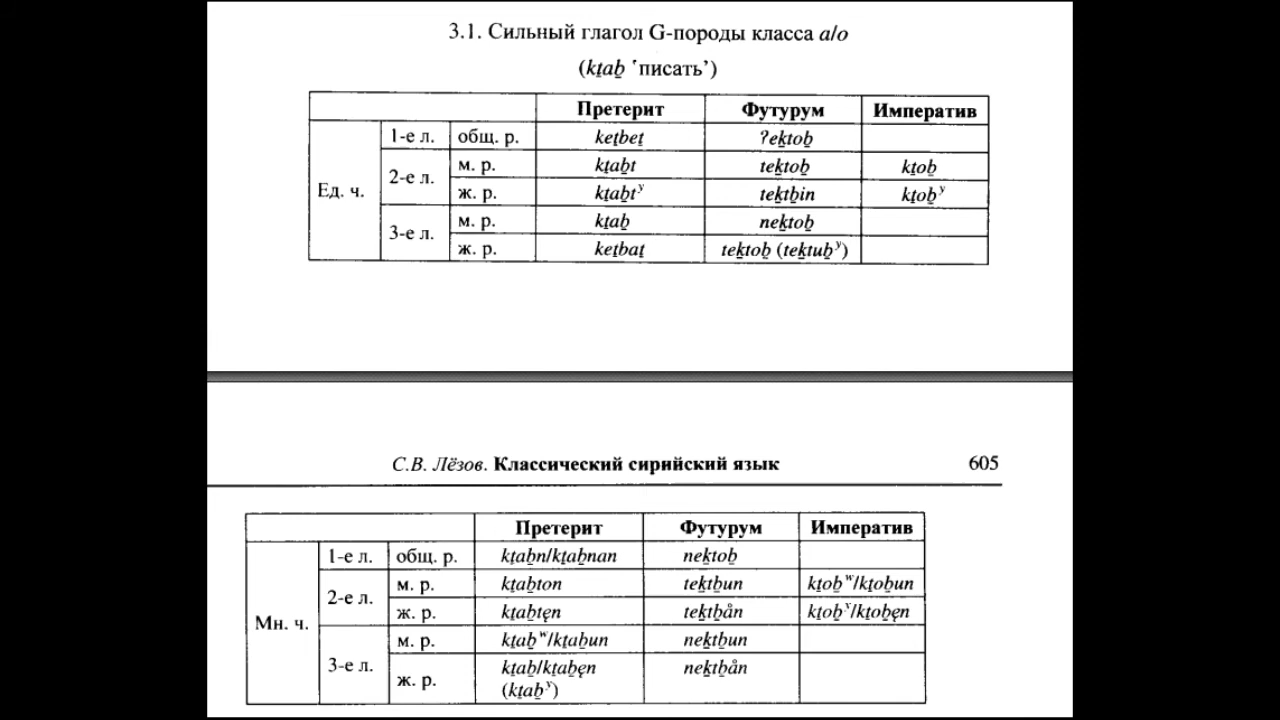 3.1. Сильный глагол G-породы класса a/o
(kṯaḇ ‛писать’)
Претерит Футурум Императив
Ед. ч. 1-е л. общ. р. keṯbeṯ ʔeḵtoḇ
2-е л. м. р. kṯaḇt teḵtoḇ kṯoḇ
ж. р. kṯaḇtʸ teḵtḇin kṯoḇʸ
3-е л. м. р. kṯaḇ neḵtoḇ
ж. р. keṯbaṯ teḵtoḇ (teḵtuḇʸ)
С.В. Лёзов. Классический сирийский язык 605
Претерит Футурум Императив
Мн. ч. 1-е л. общ. р. kṯaḇn/kṯaḇnan neḵtoḇ
2-е л. м. р. kṯaḇton teḵtḇun kṯoḇʷ/kṯoḇun
ж. р. kṯaḇtęn teḵtḇån kṯoḇʸ/kṯoḇęn
3-е л. м. р. kṯaḇʷ/kṯaḇun neḵtḇun
ж. р. kṯaḇ/kṯaḇęn neḵtḇån
(kṯaḇʸ)